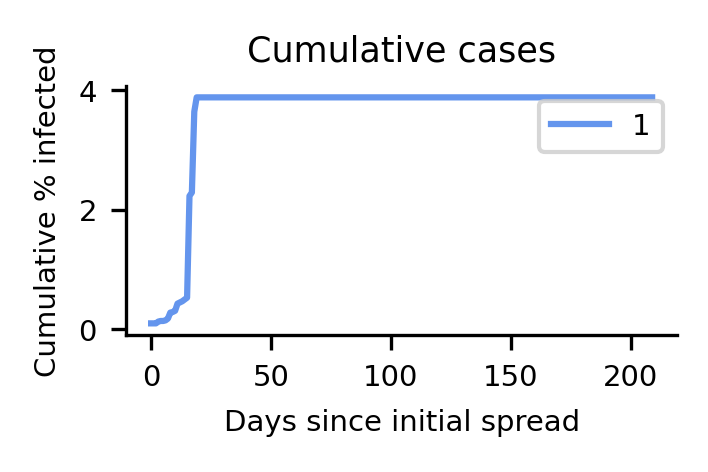 Cumulative cases
Cumulative % infected
4
2
0
1
0 50 100 150 200
Days since initial spread